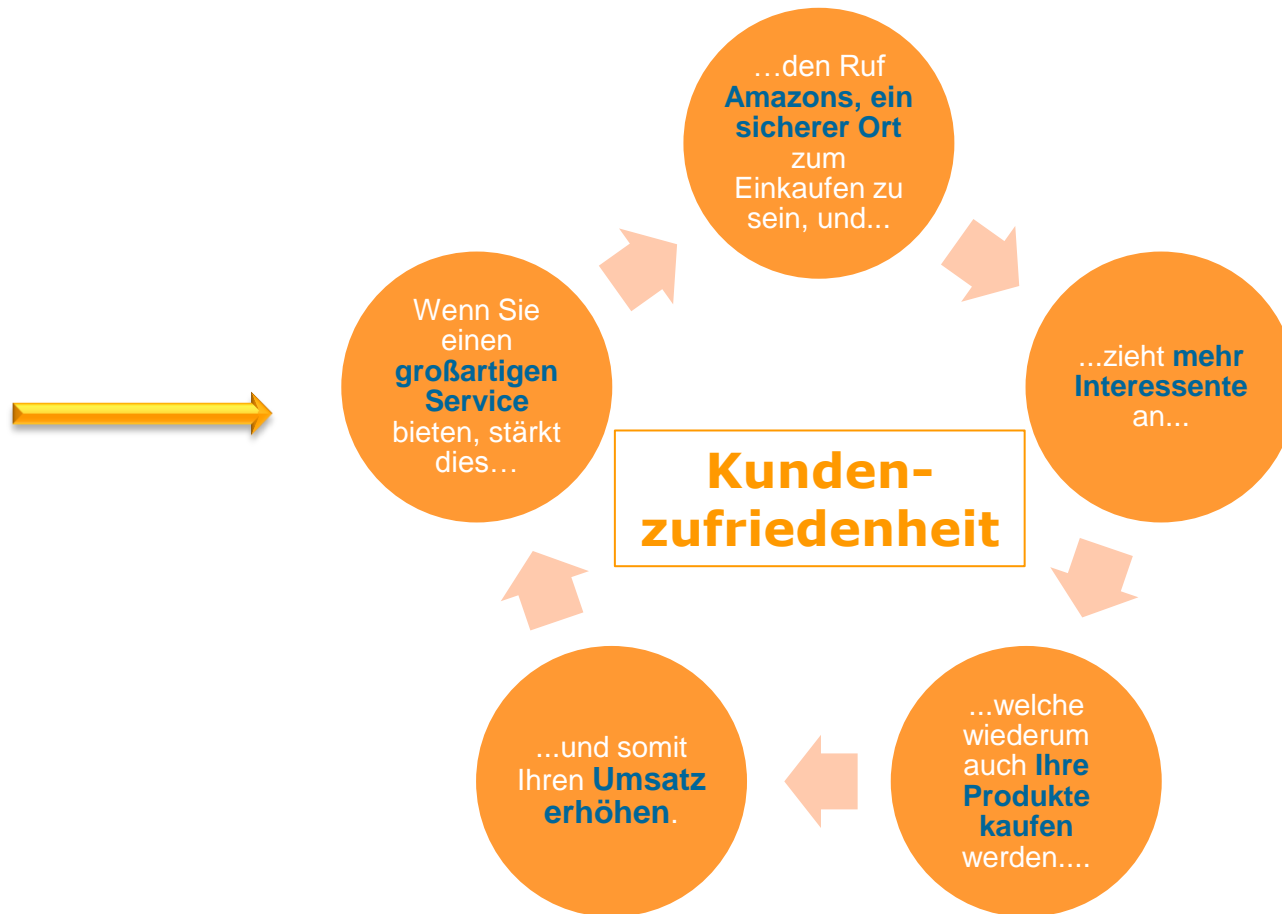 Wenn Sie
einen
großartigen
Service
bieten, stärkt
dies…
…den Ruf
Amazons, ein
sicherer Ort
zum
Einkaufen zu
sein, und...
...zieht mehr
Interessente
an...
...welche
wiederum
auch Ihre
Produkte
kaufen
werden....
...und somit
Ihren Umsatz
erhöhen.
Kunden-
zufriedenheit